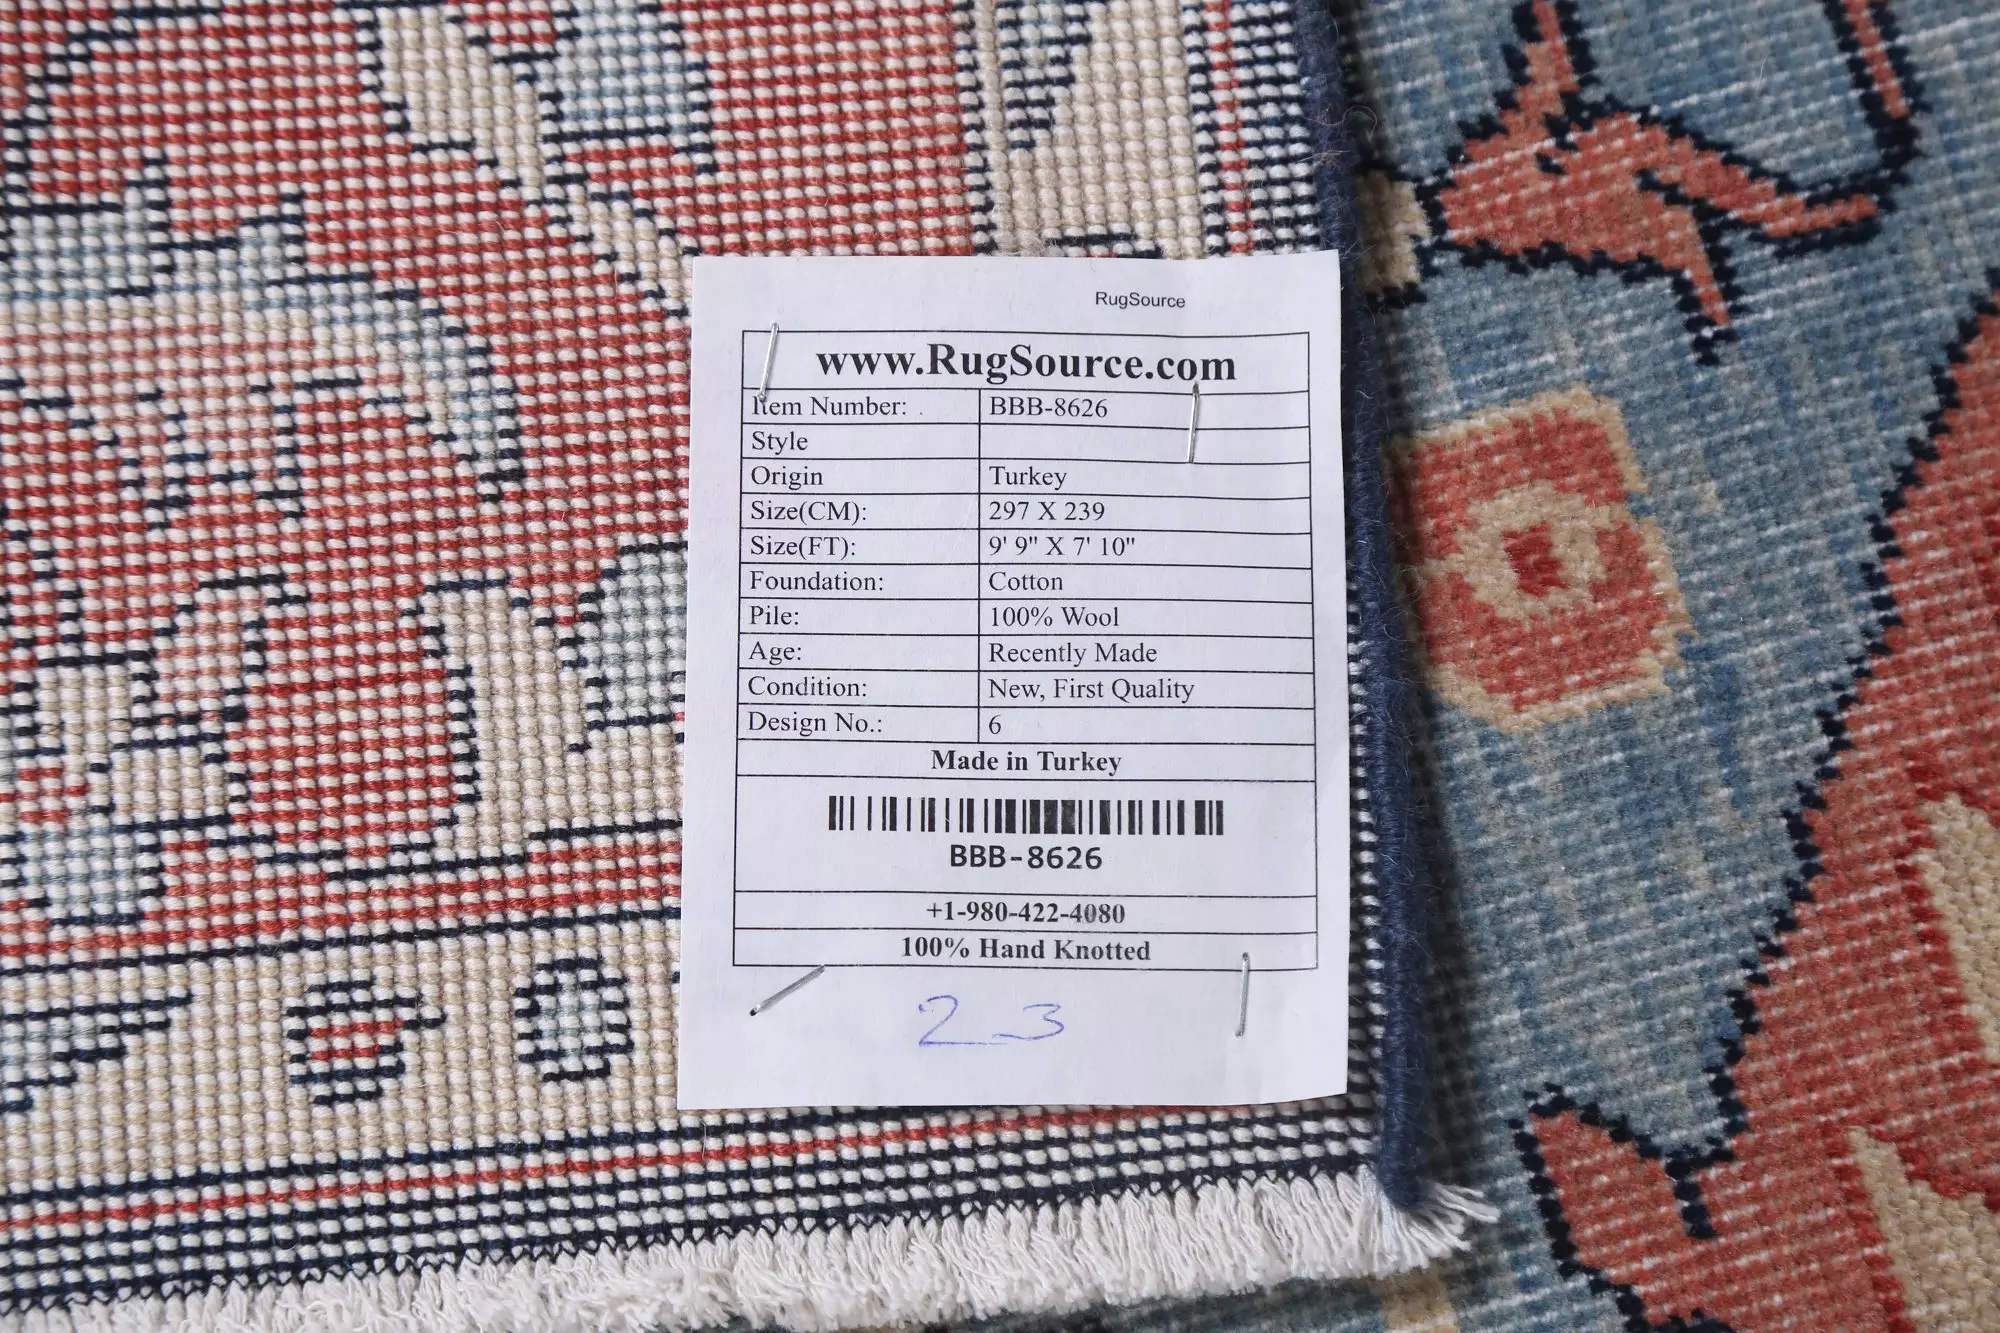 RugSource
www.RugSource.com
Item Number: BBB-8626
Style
Origin Turkey
Size(CM): 297 X 239
Size(FT): 9' 9" X 7' 10"
Foundation: Cotton
Pile: 100% Wool
Age: Recently Made
Condition: New, First Quality
Design No.: 6
Made in Turkey
BBB-8626
+1-980-422-4080
100% Hand Knotted
2_3